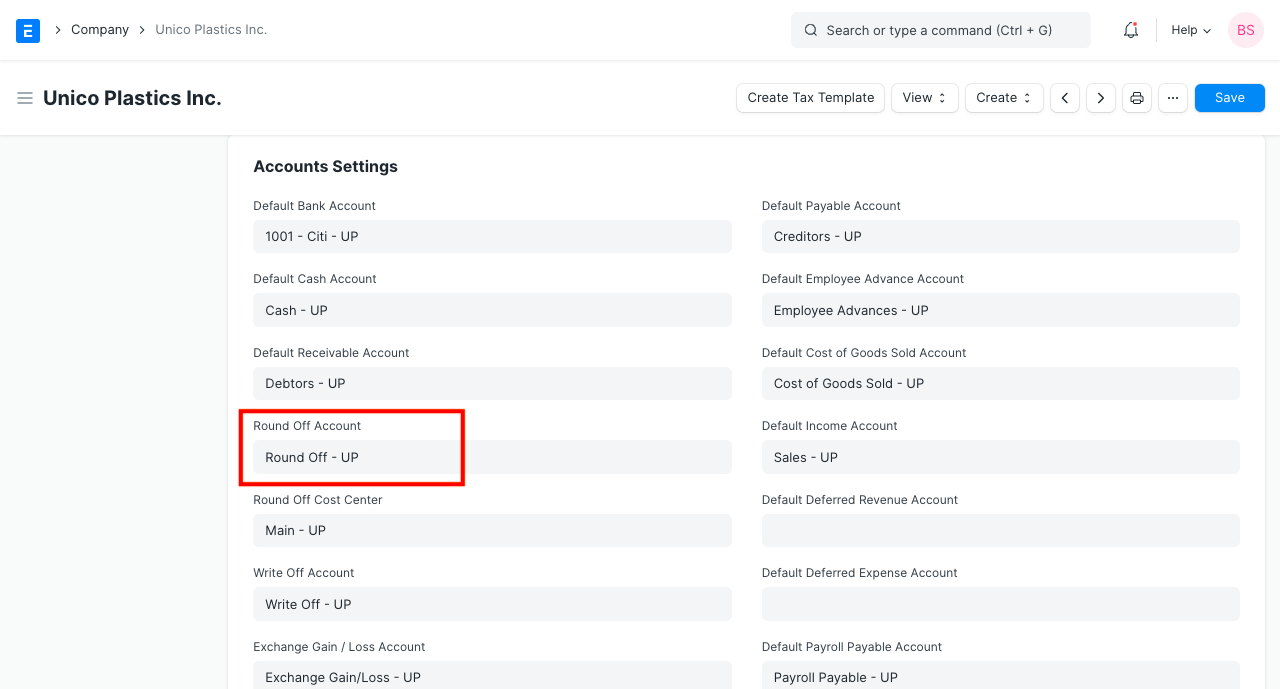 E
Company
Unico Plastics Inc.
Search or type a command (Ctrl + G)
Help
BS
Unico Plastics Inc.
Create Tax Template
View
Create
Save
Accounts Settings
Default Bank Account
1001 - Citi - UP
Default Cash Account
Cash - UP
Default Receivable Account
Debtors - UP
Round Off Account
Round Off - UP
Round Off Cost Center
Main - UP
Write Off Account
Write Off - UP
Exchange Gain / Loss Account
Exchange Gain/Loss - UP
Default Payable Account
Creditors - UP
Default Employee Advance Account
Employee Advances - UP
Default Cost of Goods Sold Account
Cost of Goods Sold - UP
Default Income Account
Sales - UP
Default Deferred Revenue Account
Default Deferred Expense Account
Default Payroll Payable Account
Payroll Payable - UP